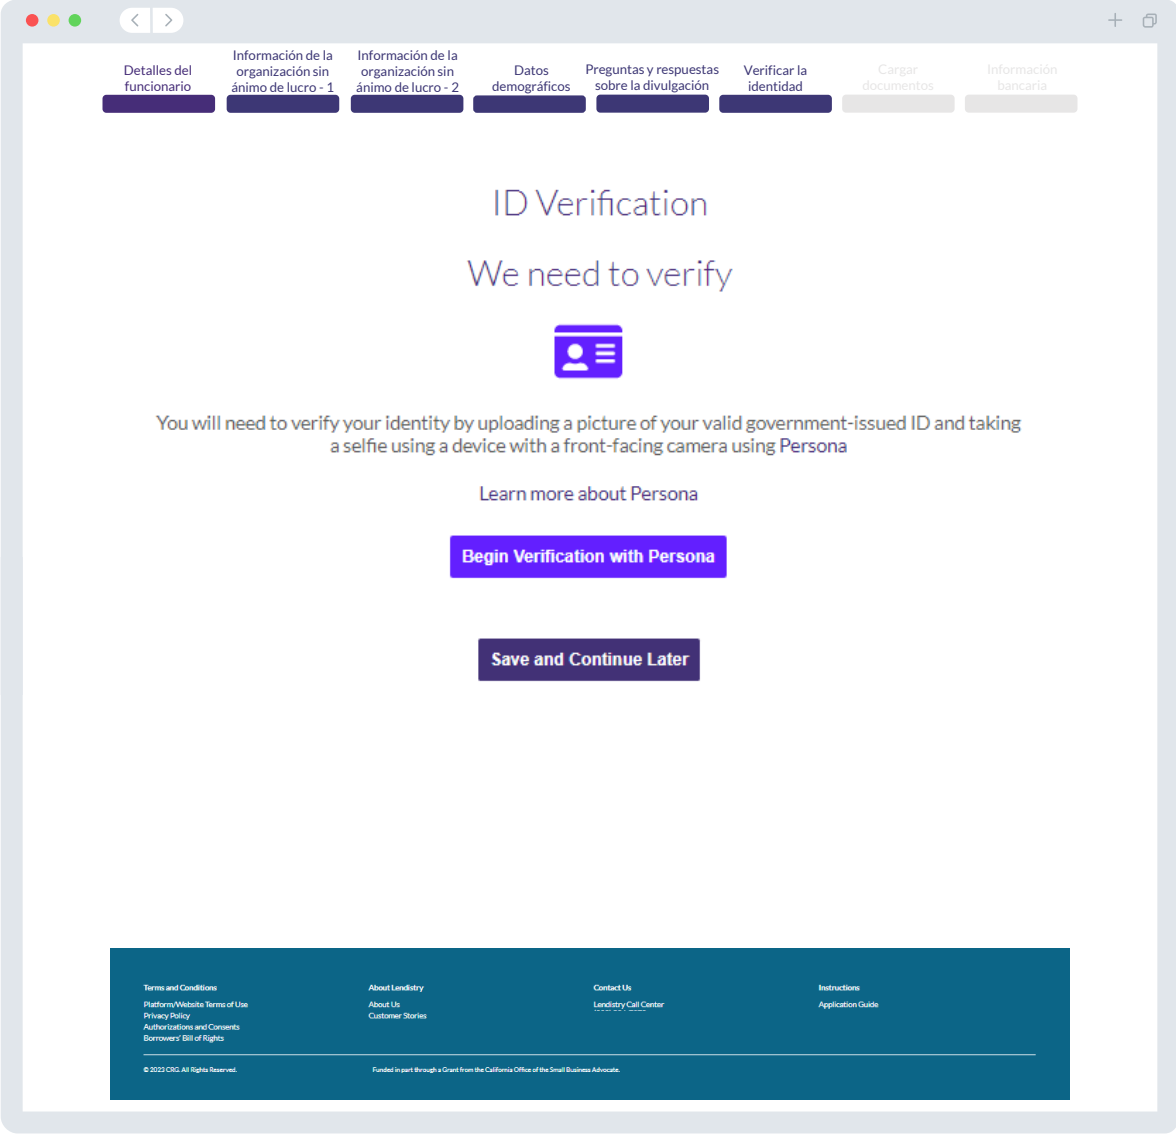 Detalles del
funcionario
Información de la
organización sin
ánimo de lucro - 1
Información de la
organización sin
ánimo de lucro - 2
Datos
demográficos
Preguntas y respuestas
sobre la divulgación
Verificar la
identidad
Cargar
documentos
Información
bancaria
ID Verification
We need to verify
You will need to verify your identity by uploading a picture of your valid government-issued ID and taking
a selfie using a device with a front-facing camera using Persona
Learn more about Persona
Begin Verification with Persona
Save and Continue Later
Terms and Conditions
Platform/Website Terms of Use
Privacy Policy
Authorizations and Consents
Borrowers' Bill of Rights
About Lendistry
About Us
Customer Stories
Contact Us
Lendistry Call Center
Instructions
Application Guide
© 2023 CRG. All Rights Reserved.
Funded in part through a Grant from the California Office of the Small Business Advocate.